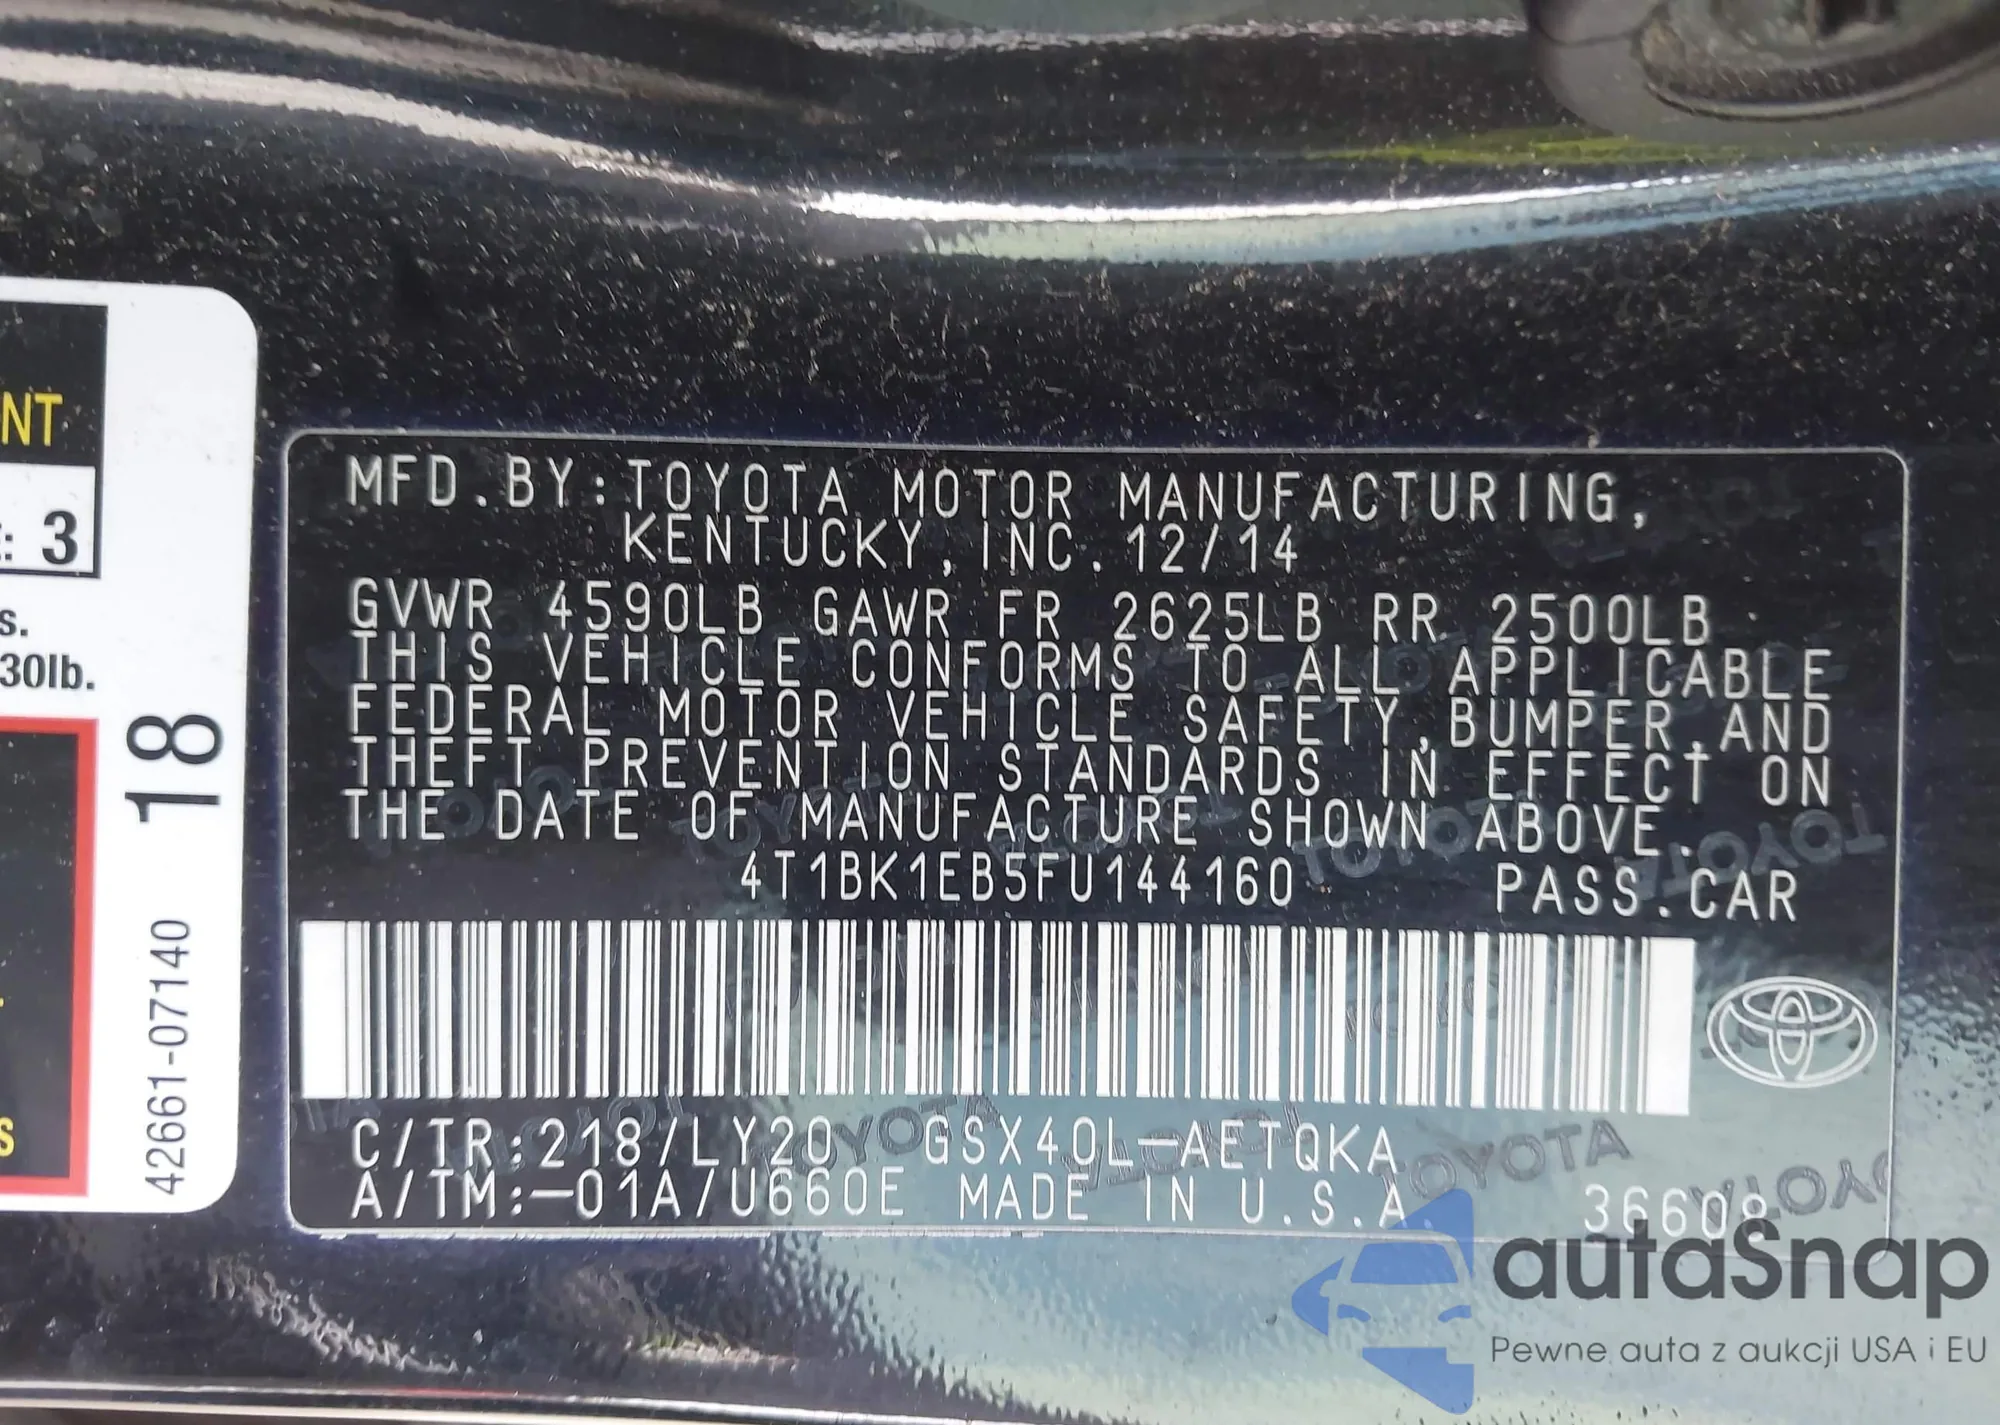 NT
: 3
s.
30lb.
S
18
42661-07140
MFD.BY:TOYOTA MOTOR MANUFACTURING,
KENTUCKY,INC. 12/14
GVWR 4590LB GAWR FR 2625LB RR 2500LB
THIS VEHICLE CONFORMS TO ALL APPLICABLE
FEDERAL MOTOR VEHICLE SAFETY,BUMPER,AND
THEFT PREVENTION STANDARDS IN EFFECT ON
THE DATE OF MANUFACTURE SHOWN ABOVE.
4T1BK1EB5FU144160 PASS.CAR
C/TR:218/LY20 GSX40L-AETQKA
A/TM:-01A/U660E MADE IN U.S.A. 36608
autaSnap
Pewne auta z aukcji USA i EU